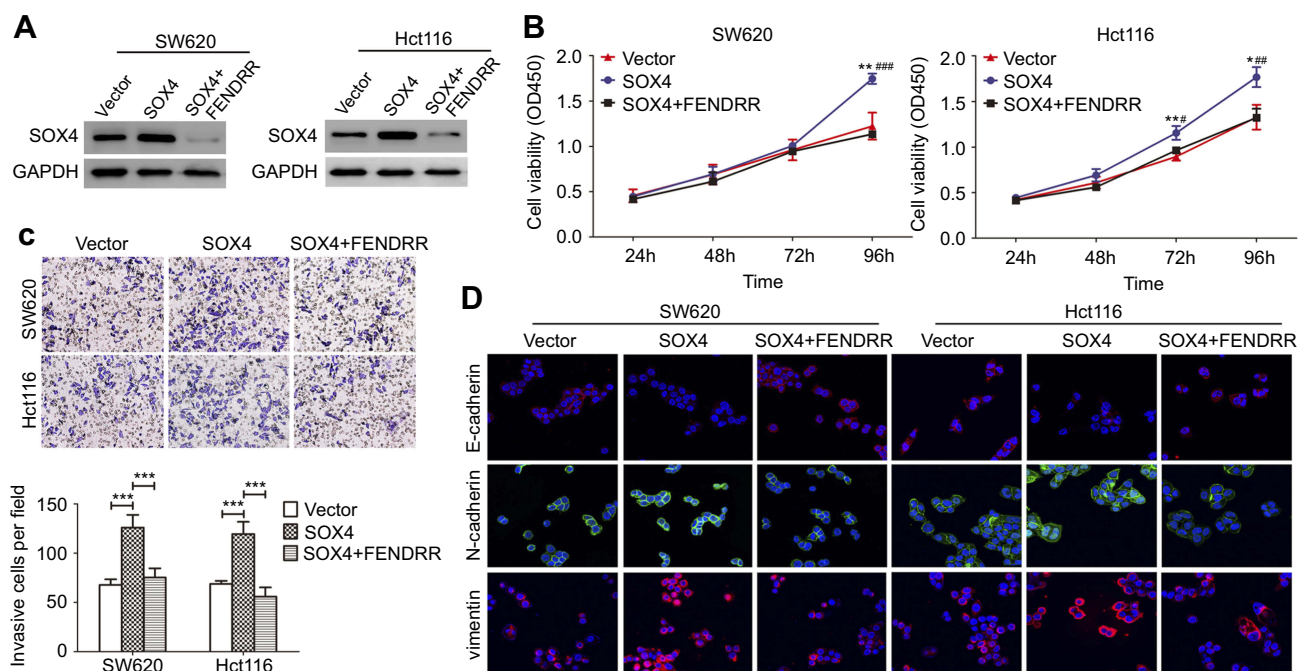 A
SW620
Hct116
Vector
SOX4
SOX4+
FENDRR
Vector
SOX4
SOX4+
FENDRR
SOX4
GAPDH
SOX4
GAPDH
B
SW620
Cell viability (OD450)
2.0
1.5
1.0
0.5
0.0
Vector
SOX4
SOX4+FENDRR
** ###
24h 48h 72h 96h
Time
Hct116
Cell viability (OD450)
2.0
1.5
1.0
0.5
0.0
Vector
SOX4
SOX4+FENDRR
**#
*##
24h 48h 72h 96h
Time
c
Vector SOX4 SOX4+FENDRR
SW620
Hct116
Invasive cells per field
150
100
50
0
*** ***
*** ***
Vector
SOX4
SOX4+FENDRR
SW620 Hct116
D
SW620 Hct116
Vector SOX4 SOX4+FENDRR Vector SOX4 SOX4+FENDRR
E-cadherin
N-cadherin
vimentin